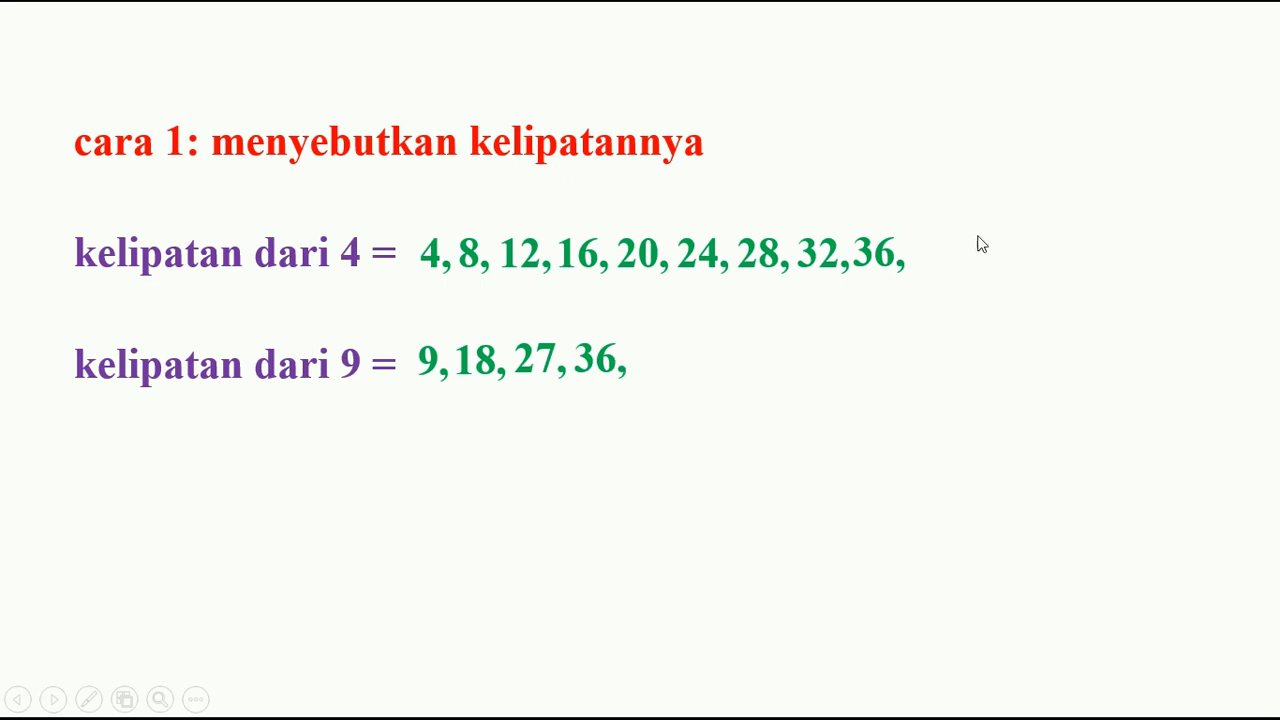 cara 1: menyebutkan kelipatannya
kelipatan dari 4 = 4, 8, 12, 16, 20, 24, 28, 32, 36,
kelipatan dari 9 = 9, 18, 27, 36,